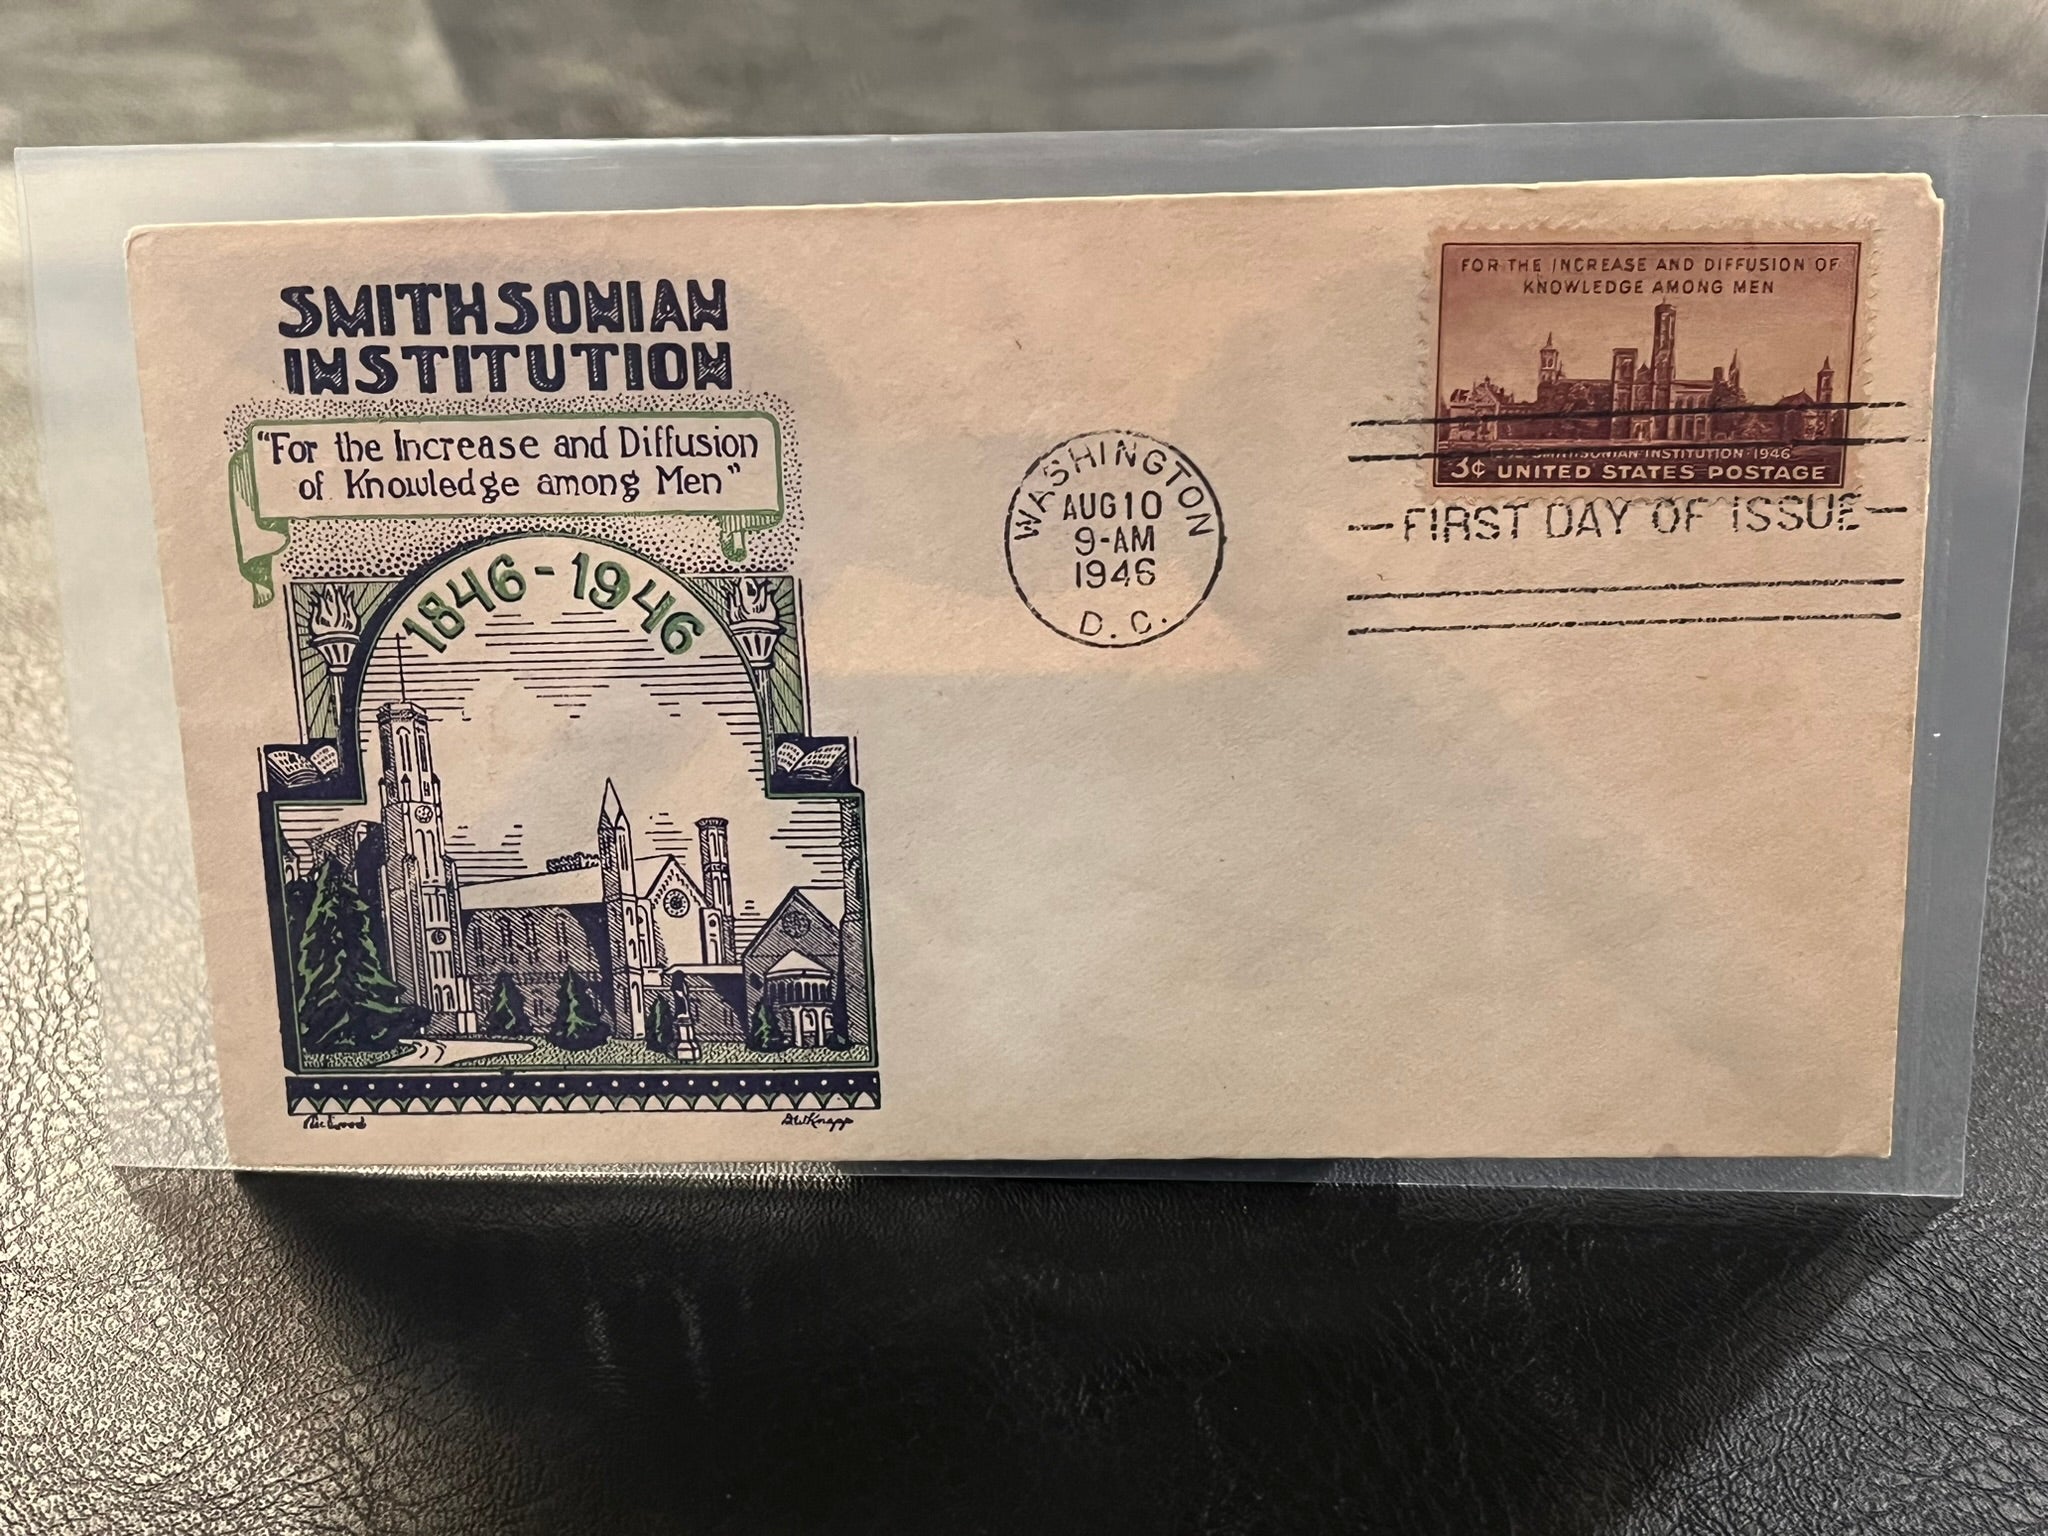 SMITHSONIAN
INSTITUTION
"For the Increase and Diffusion
of Knowledge among Men"
1846-1946
DWKnapp
WASHINGTON
AUG 10
9-AM
1946
D. C.
FOR THE INCREASE AND DIFFUSION OF
KNOWLEDGE AMONG MEN
SMITHSONIAN INSTITUTION·1946
3¢ UNITED STATES POSTAGE
FIRST DAY OF ISSUE